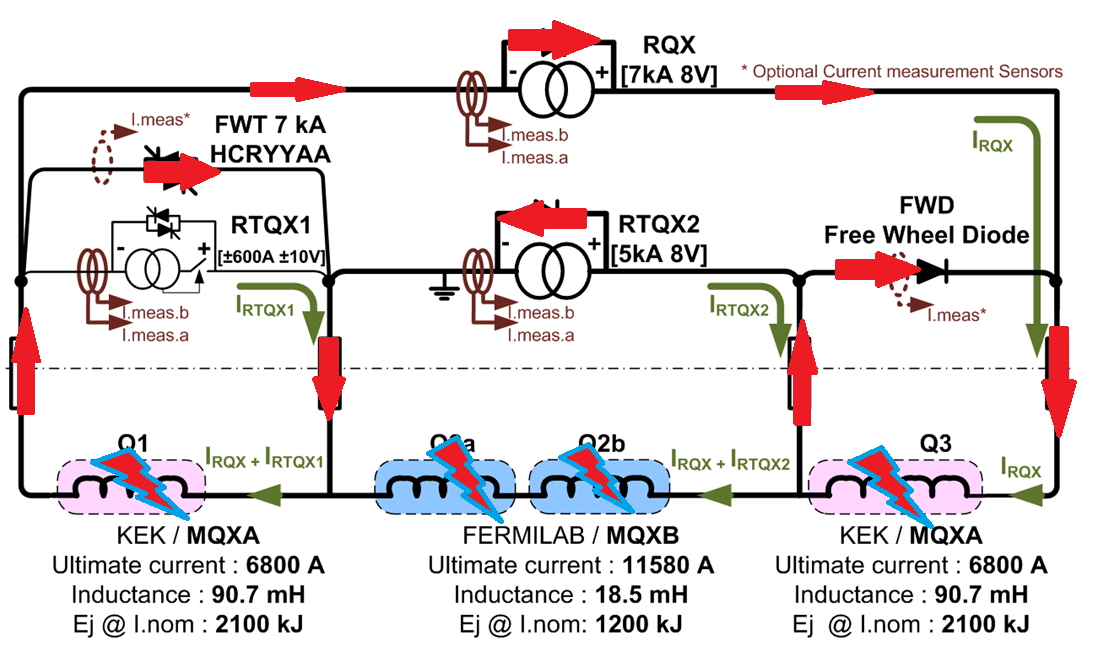 RQX
[7kA 8V]
* Optional Current measurement Sensors
-
+
I.meas.b
I.meas.a
I.meas*
FWT 7 kA
HCRYYAA
IRQX
RTQX1
[±600A ±10V]
-
+
I.meas.b
I.meas.a
IRTQX1
RTQX2
[5kA 8V]
-
+
I.meas.b
I.meas.a
IRTQX2
FWD
Free Wheel Diode
I.meas*
Q1
IRQX + IRTQX1
Q2b
IRQX + IRTQX2
Q3
IRQX
KEK / MQXA
Ultimate current : 6800 A
Inductance : 90.7 mH
Ej @ I.nom : 2100 kJ
FERMILAB / MQXB
Ultimate current : 11580 A
Inductance : 18.5 mH
Ej @ I.nom: 1200 kJ
KEK / MQXA
Ultimate current : 6800 A
Inductance : 90.7 mH
Ej @ I.nom : 2100 kJ